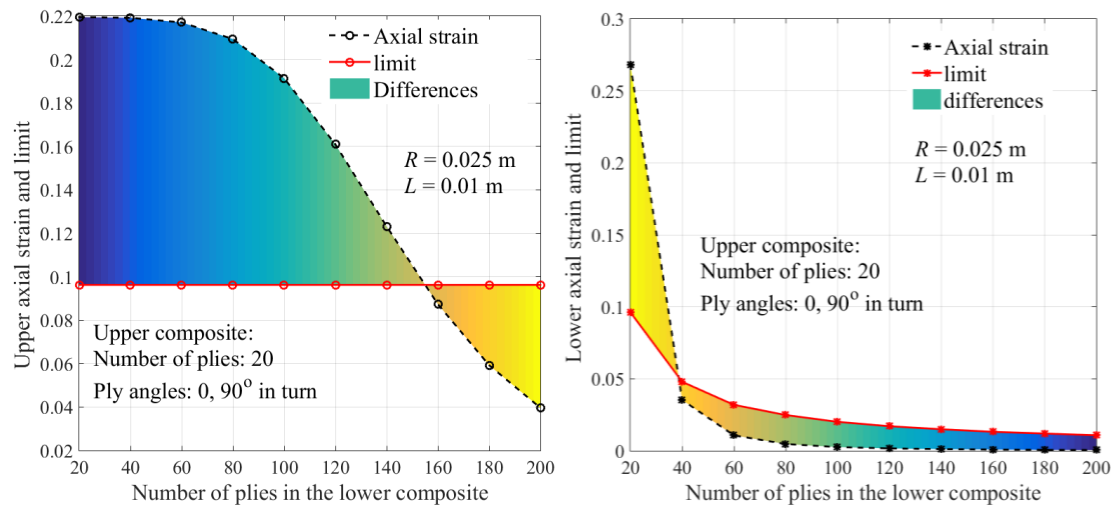 0.22
0.2
0.18
0.16
0.14
0.12
0.1
0.08
0.06
0.04
0.02
Upper axial strain and limit
Axial strain
limit
Differences
R = 0.025 m
L = 0.01 m
Upper composite:
Number of plies: 20
Ply angles: 0, 90° in turn
20 40 60 80 100 120 140 160 180 200
Number of plies in the lower composite
0.3
0.25
0.2
0.15
0.1
0.05
0
Lower axial strain and limit
Axial strain
limit
differences
R = 0.025 m
L = 0.01 m
Upper composite:
Number of plies: 20
Ply angles: 0, 90° in turn
20 40 60 80 100 120 140 160 180 200
Number of plies in the lower composite